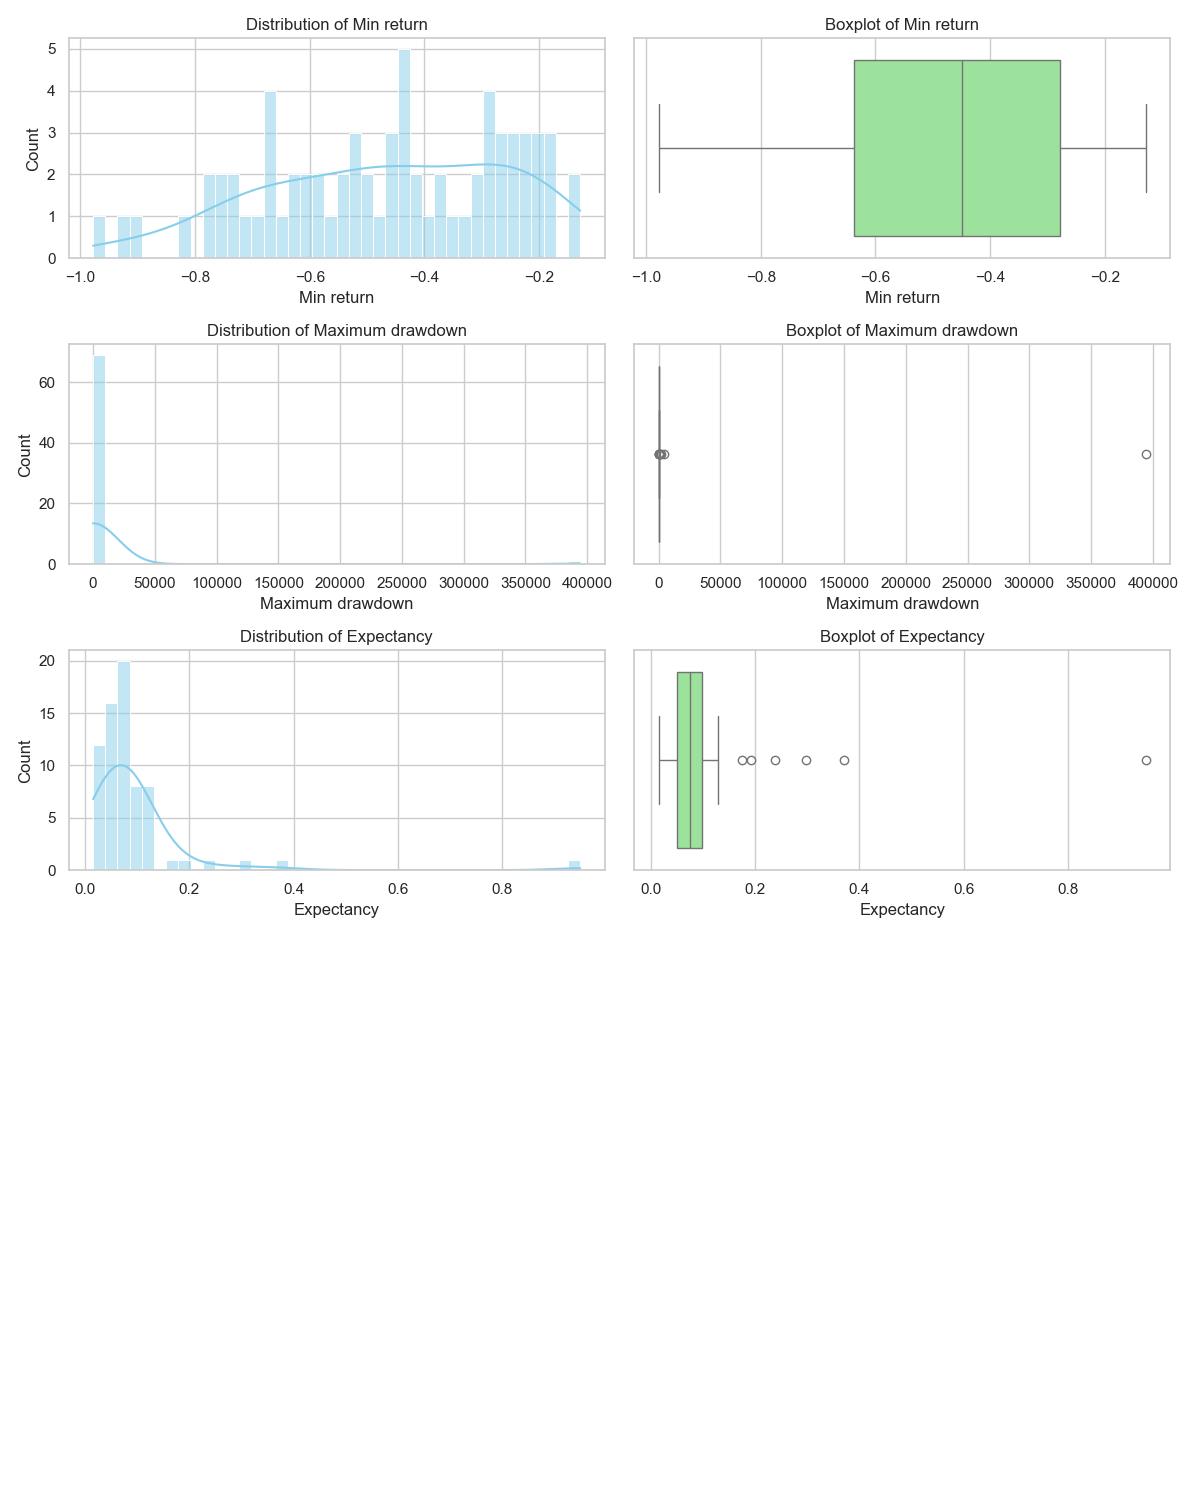 Distribution of Min return
5
4
3
2
1
0
Count
−1.0 −0.8 −0.6 −0.4 −0.2
Min return
Boxplot of Min return
−1.0 −0.8 −0.6 −0.4 −0.2
Min return
Distribution of Maximum drawdown
60
40
20
0
Count
0 50000 100000 150000 200000 250000 300000 350000 400000
Maximum drawdown
Boxplot of Maximum drawdown
0 50000 100000 150000 200000 250000 300000 350000 400000
Maximum drawdown
Distribution of Expectancy
20
15
10
5
0
Count
0.0 0.2 0.4 0.6 0.8
Expectancy
Boxplot of Expectancy
0.0 0.2 0.4 0.6 0.8
Expectancy